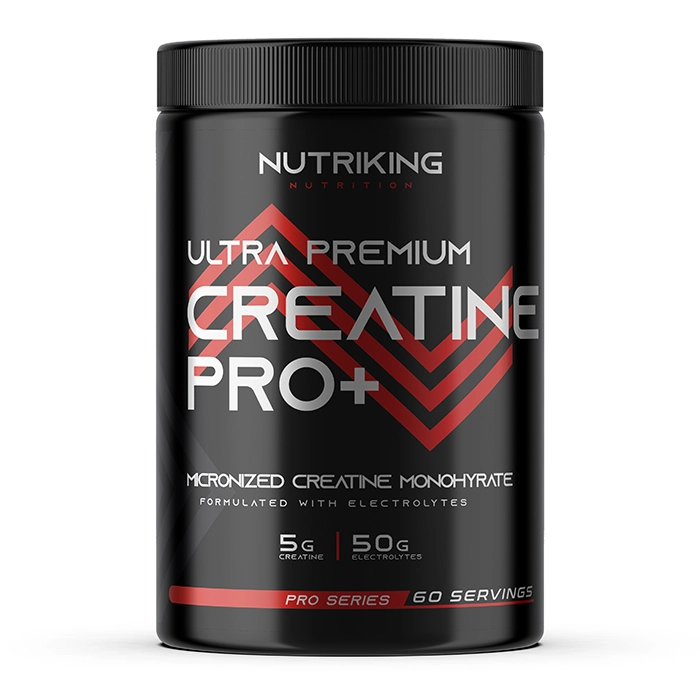 NUTRIKING
NUTRITION
ULTRA PREMIUM
CREATINE
PRO+
MICRONIZED CREATINE MONOHYRATE
FORMULATED WITH ELECTROLYTES
5G | 50G
CREATINE ELECTROLYTES
PRO SERIES 60 SERVINGS